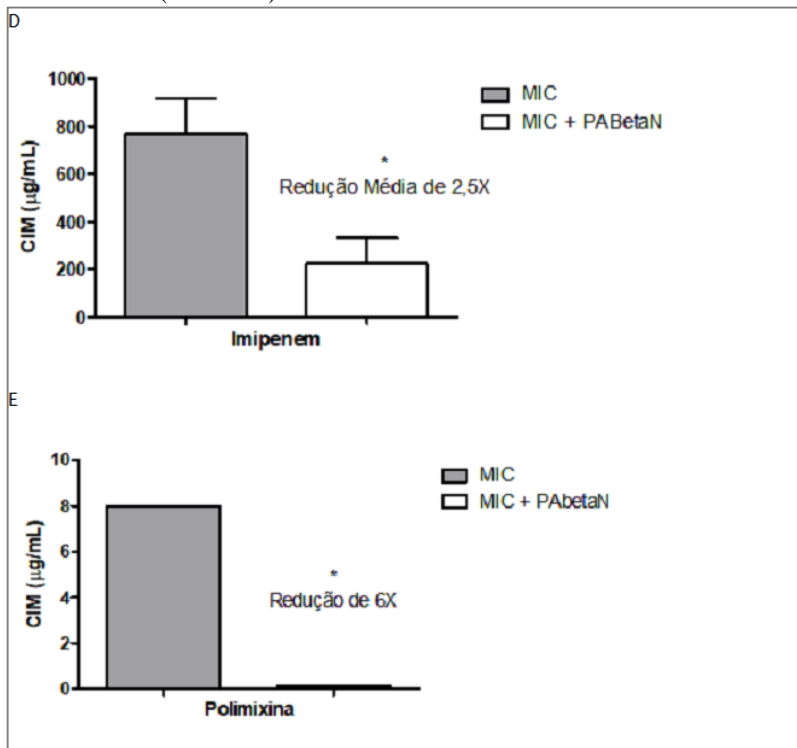 D
1000
800
600
400
200
0
CIM (µg/mL)
MIC
MIC + PABetaN
*
Redução Média de 2,5X
Imipenem
E
10
8
6
4
2
0
CIM (µg/mL)
MIC
MIC + PAbetaN
*
Redução de 6X
Polimixina